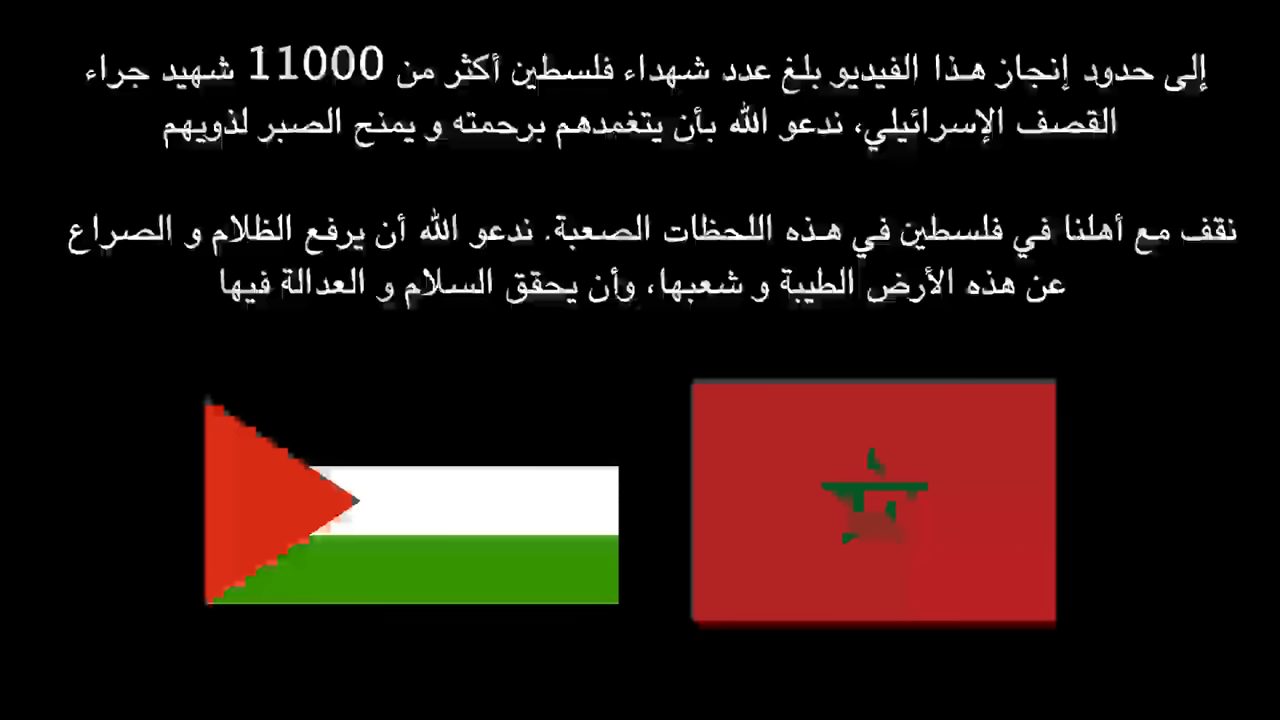 إلى حدود إنجاز هذا الفيديو بلغ عدد شهداء فلسطين أكثر من 11000 شهيد جراء
القصف الإسرائيلي، ندعو الله بأن يتغمدهم برحمته و يمنح الصبر لذويهم
نقف مع أهلنا في فلسطين في هذه اللحظات الصعبة. ندعو الله أن يرفع الظلام و الصراع
عن هذه الأرض الطيبة و شعبها، وأن يحقق السلام و العدالة فيها